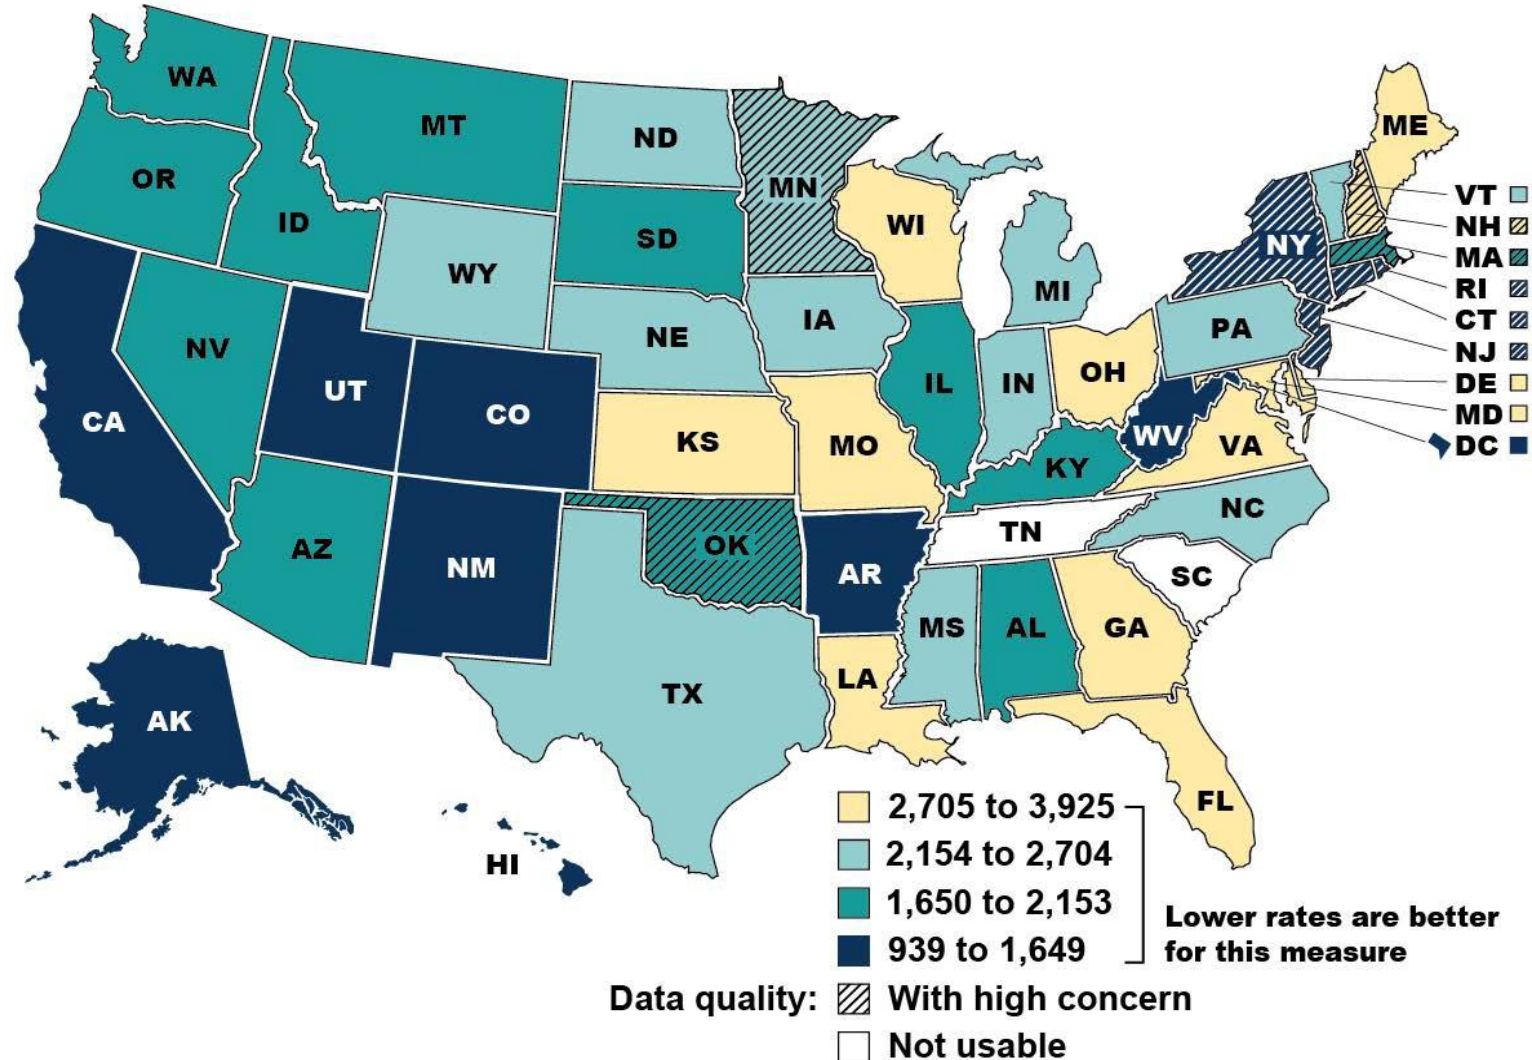 WA
MT
ND
MN
OR
ID
SD
WI
ME
WY
NY
MI
NE
IA
PA
NV
UT
CO
IL
IN
OH
CA
KS
MO
WV
VA
KY
AZ
NM
OK
AR
TN
NC
SC
MS
AL
GA
LA
TX
FL
AK
HI
VT
NH
MA
RI
CT
NJ
DE
MD
DC
2,705 to 3,925
2,154 to 2,704
1,650 to 2,153
939 to 1,649
Lower rates are better
for this measure
Data quality:
With high concern
Not usable